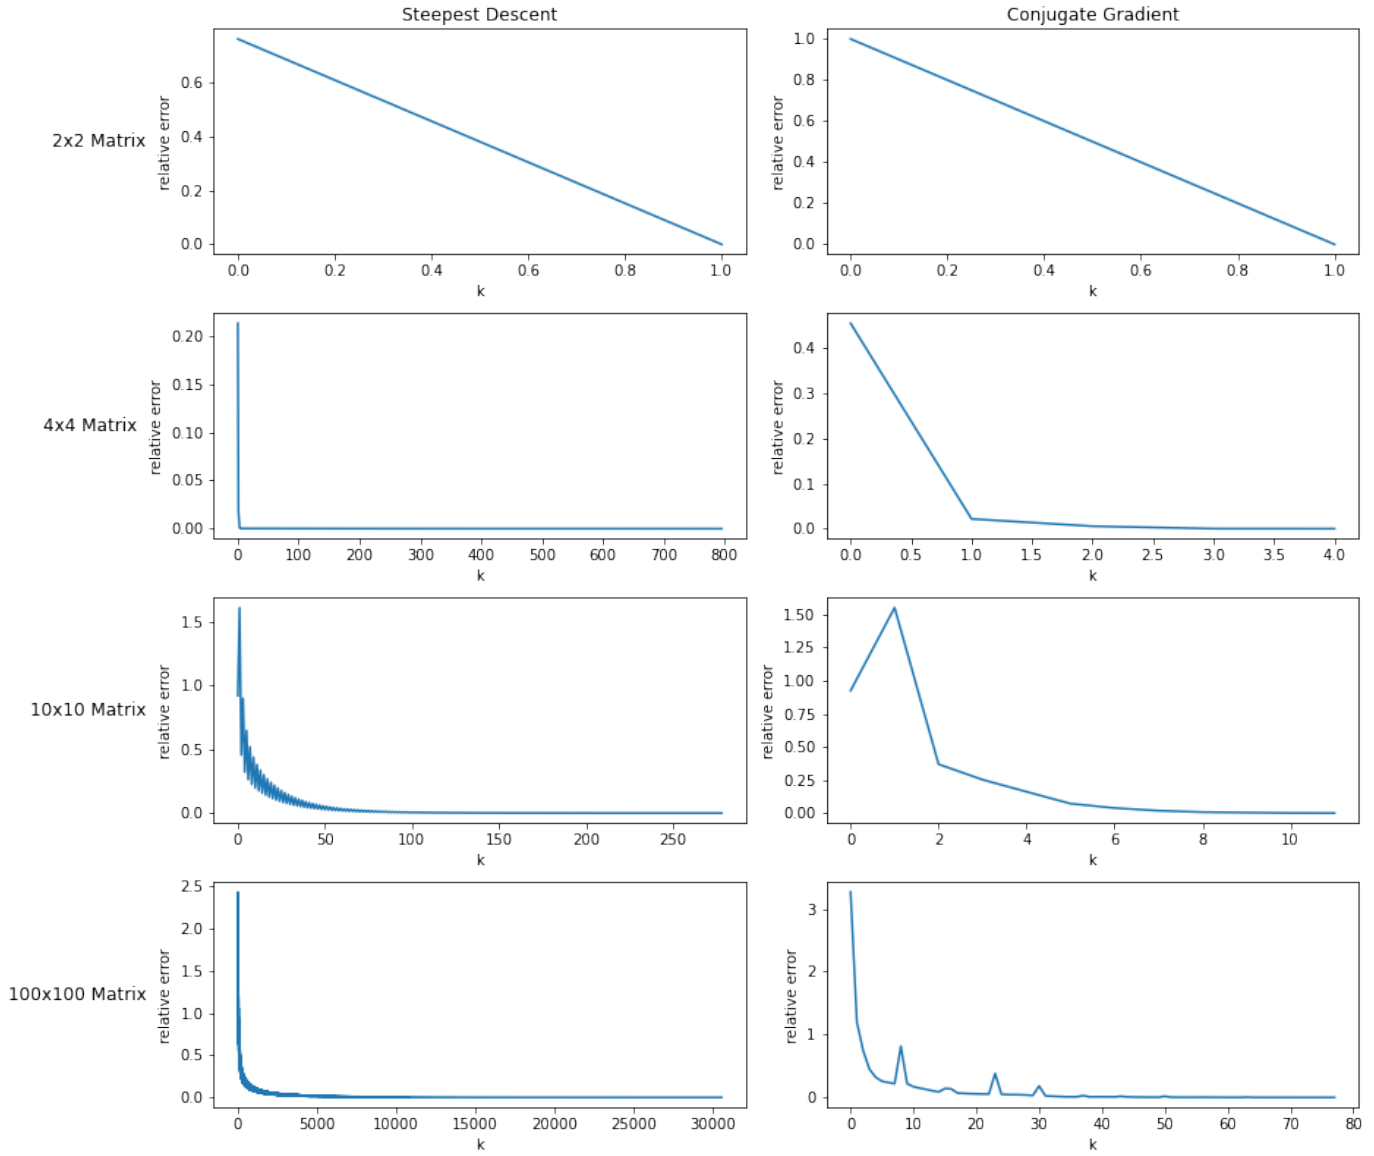 Steepest Descent
Conjugate Gradient
2x2 Matrix
relative error
0.6
0.4
0.2
0.0
0.0 0.2 0.4 0.6 0.8 1.0
k
relative error
1.0
0.8
0.6
0.4
0.2
0.0
0.0 0.2 0.4 0.6 0.8 1.0
k
4x4 Matrix
relative error
0.20
0.15
0.10
0.05
0.00
0 100 200 300 400 500 600 700 800
k
relative error
0.4
0.3
0.2
0.1
0.0
0.0 0.5 1.0 1.5 2.0 2.5 3.0 3.5 4.0
k
10x10 Matrix
relative error
1.5
1.0
0.5
0.0
0 50 100 150 200 250
k
relative error
1.50
1.25
1.00
0.75
0.50
0.25
0.00
0 2 4 6 8 10
k
100x100 Matrix
relative error
2.5
2.0
1.5
1.0
0.5
0.0
0 5000 10000 15000 20000 25000 30000
k
relative error
3
2
1
0
0 10 20 30 40 50 60 70 80
k